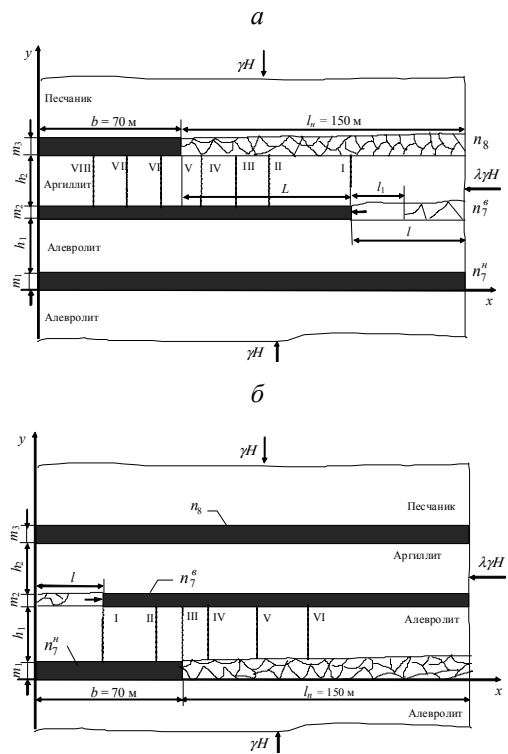 а
y
γH
Песчаник
b = 70 м
lн = 150 м
m3
n8
VIII
VII
VI
V
IV
III
II
I
h2
Аргиллит
L
l1
λγH
m2
n7в
h1
Алевролит
l
m1
n7н
x
Алевролит
γH
б
y
γH
Песчаник
n8
m3
Аргиллит
h2
l
n7в
λγH
m2
Алевролит
I
II
III
IV
V
VI
h1
n7н
m1
b = 70 м
lп = 150 м
x
Алевролит
γH